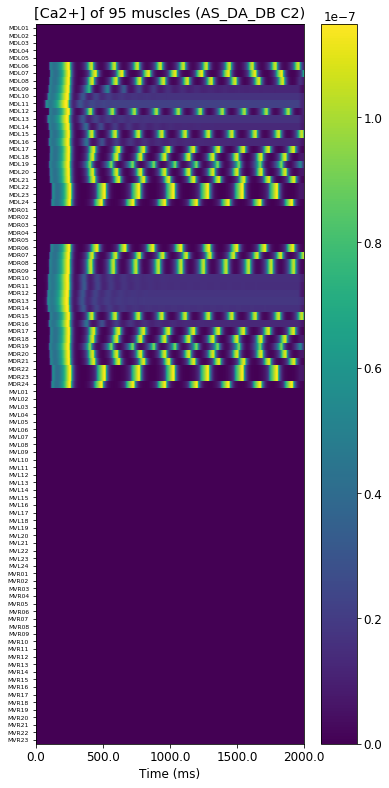 [Ca2+] of 95 muscles (AS_DA_DB C2)
1e−7
MDL01
MDL02
MDL03
MDL04
MDL05
MDL06
MDL07
MDL08
MDL09
MDL10
MDL11
MDL12
MDL13
MDL14
MDL15
MDL16
MDL17
MDL18
MDL19
MDL20
MDL21
MDL22
MDL23
MDL24
MDR01
MDR02
MDR03
MDR04
MDR05
MDR06
MDR07
MDR08
MDR09
MDR10
MDR11
MDR12
MDR13
MDR14
MDR15
MDR16
MDR17
MDR18
MDR19
MDR20
MDR21
MDR22
MDR23
MDR24
MVL01
MVL02
MVL03
MVL04
MVL05
MVL06
MVL07
MVL08
MVL09
MVL10
MVL11
MVL12
MVL13
MVL14
MVL15
MVL16
MVL17
MVL18
MVL19
MVL20
MVL21
MVL22
MVL23
MVL24
MVR01
MVR02
MVR03
MVR04
MVR05
MVR06
MVR07
MVR08
MVR09
MVR10
MVR11
MVR12
MVR13
MVR14
MVR15
MVR16
MVR17
MVR18
MVR19
MVR20
MVR21
MVR22
MVR23
1.0
0.8
0.6
0.4
0.2
0.0
0.0 500.0 1000.0 1500.0 2000.0
Time (ms)